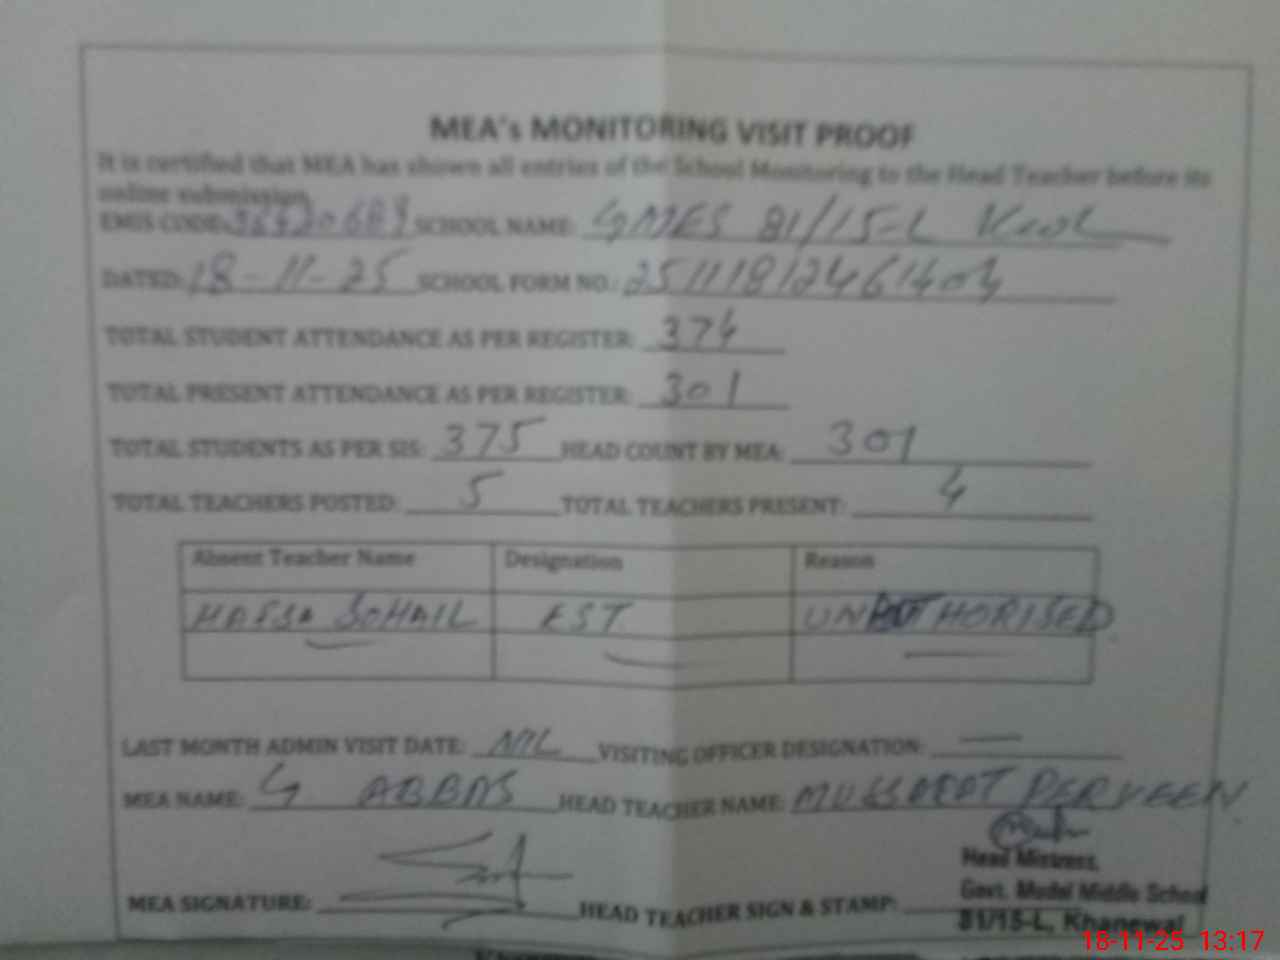 MEA's MONITORING VISIT PROOF
It is certified that MEA has shown all entries of the School Monitoring to the Head Teacher before its
online submission
EMIS CODE: SCHOOL NAME: GMES 81/15-L
DATED: 18-11-25 SCHOOL FORM NO.:
TOTAL STUDENT ATTENDANCE AS PER REGISTER: 374
TOTAL PRESENT ATTENDANCE AS PER REGISTER: 301
TOTAL STUDENTS AS PER SIS: 375 HEAD COUNT BY MEA: 301
TOTAL TEACHERS POSTED: 5 TOTAL TEACHERS PRESENT: 4
Absent Teacher Name Designation Reason
HAFSA SOHAIL EST UNAUTHORISED
LAST MONTH ADMIN VISIT DATE: NIL VISITING OFFICER DESIGNATION: —
MEA NAME: G ABBAS HEAD TEACHER NAME: MUSSARAT PERVEEN
Head Mistress,
Govt. Model Middle School
MEA SIGNATURE: HEAD TEACHER SIGN & STAMP:
81/15-L, Khanewal
18-11-25 13:17